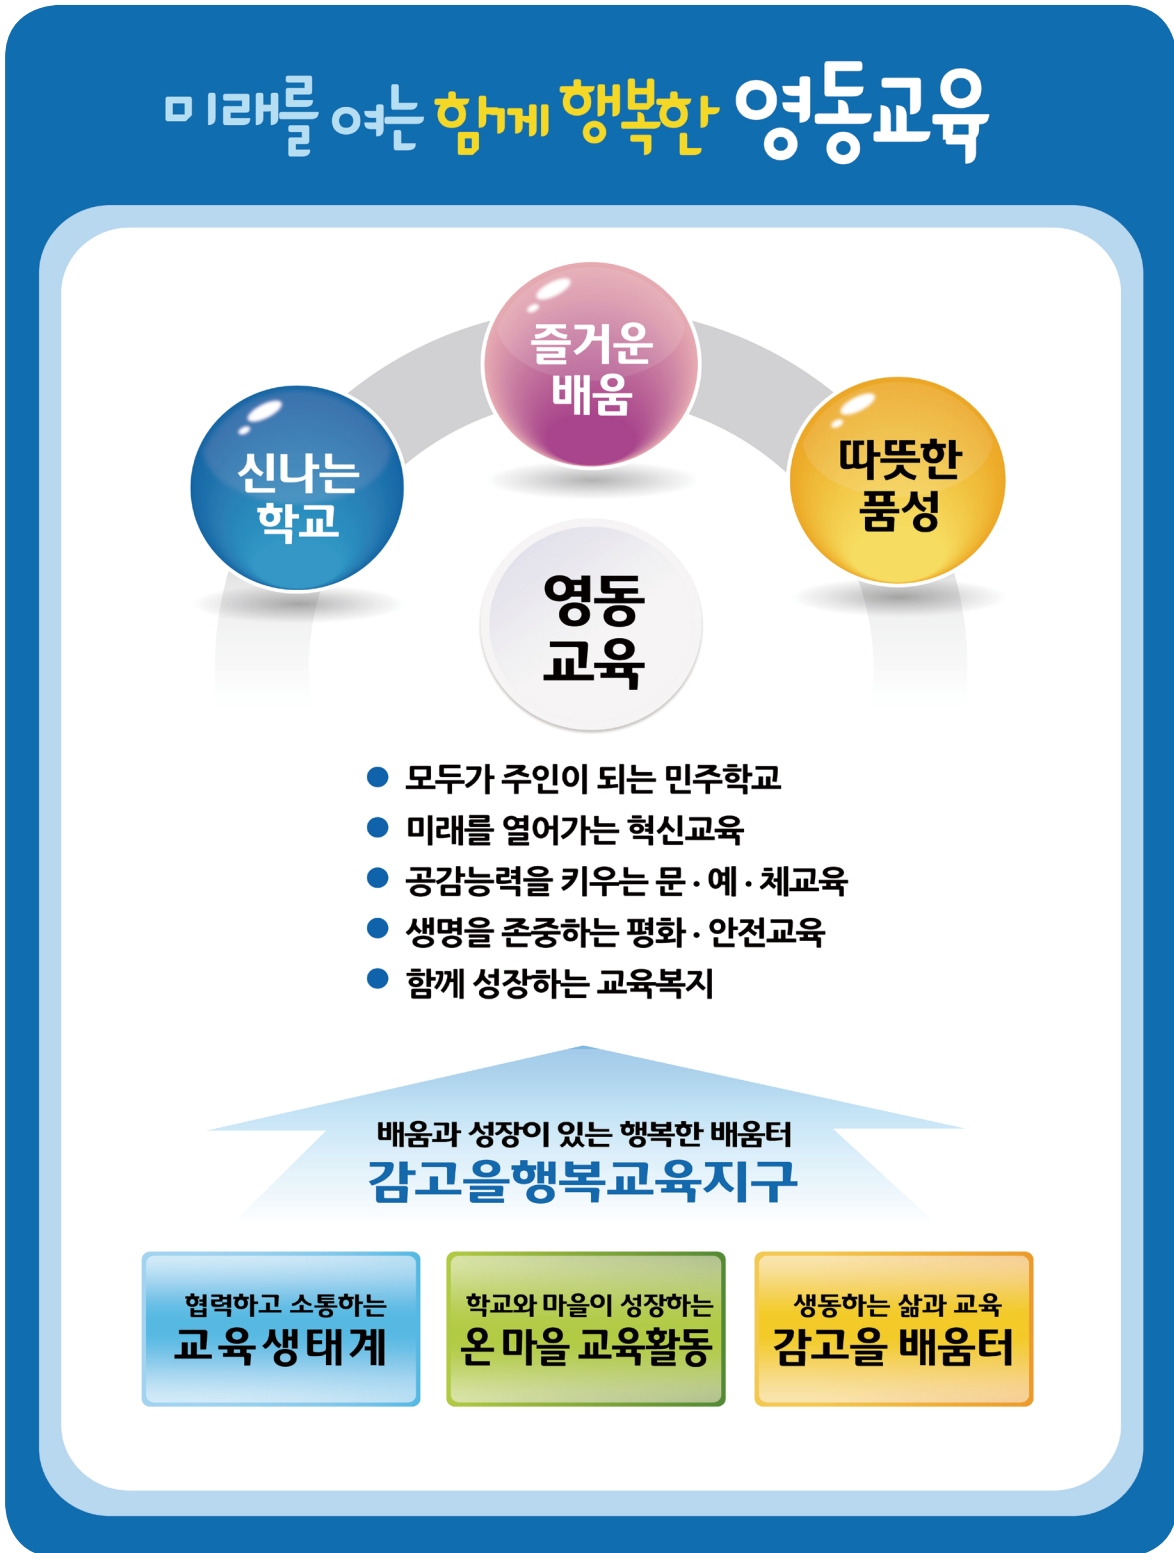 미래를 여는 함께 행복한 영동교육
즐거운
배움
신나는
학교
따뜻한
품성
영동
교육
● 모두가 주인이 되는 민주학교
● 미래를 열어가는 혁신교육
● 공감능력을 키우는 문·예·체교육
● 생명을 존중하는 평화·안전교육
● 함께 성장하는 교육복지
배움과 성장이 있는 행복한 배움터
감고을행복교육지구
협력하고 소통하는
교육생태계
학교와 마을이 성장하는
온마을 교육활동
생동하는 삶과 교육
감고을 배움터